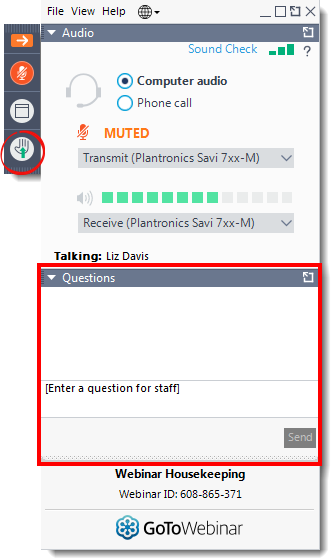 File View Help
Audio
Sound Check ?
Computer audio
Phone call
MUTED
Transmit (Plantronics Savi 7xx-M)
Receive (Plantronics Savi 7xx-M)
Talking: Liz Davis
Questions
[Enter a question for staff]
Send
Webinar Housekeeping
Webinar ID: 608-865-371
GoToWebinar